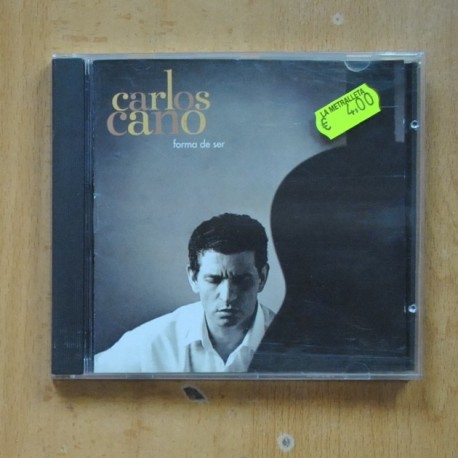 carlos
cano
forma de ser
LA METRALLETA
€ 4,00